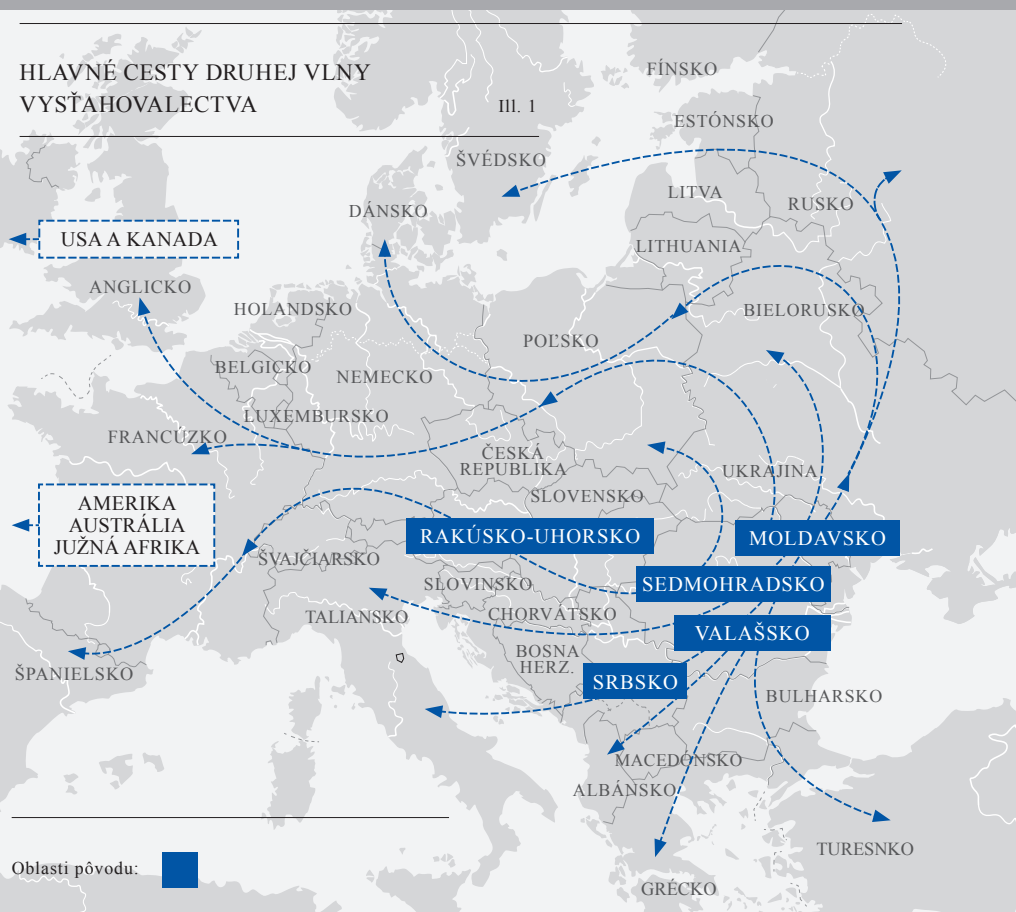 HLAVNÉ CESTY DRUHEJ VLNY
VYSŤAHOVALECTVA
Ill. 1
FÍNSKO
ESTÓNSKO
ŠVÉDSKO
LITVA
RUSKO
DÁNSKO
USA A KANADA
LITHUANIA
ANGLICKO
HOLANDSKO
BIELORUSKO
POĽSKO
BELGICKO
NEMECKO
LUXEMBURSKO
FRANCÚZKO
ČESKÁ
REPUBLIKA
UKRAJINA
SLOVENSKO
AMERIKA
AUSTRÁLIA
JUŽNÁ AFRIKA
RAKÚSKO-UHORSKO
MOLDAVSKO
ŠVAJČIARSKO
SLOVINSKO
SEDMOHRADSKO
TALIANSKO
CHORVÁTSKO
VALAŠSKO
BOSNA
HERZ.
ŠPANIELSKO
SRBSKO
BULHARSKO
MACEDÓNSKO
ALBÁNSKO
TURESNKO
Oblasti pôvodu:
GRÉCKO